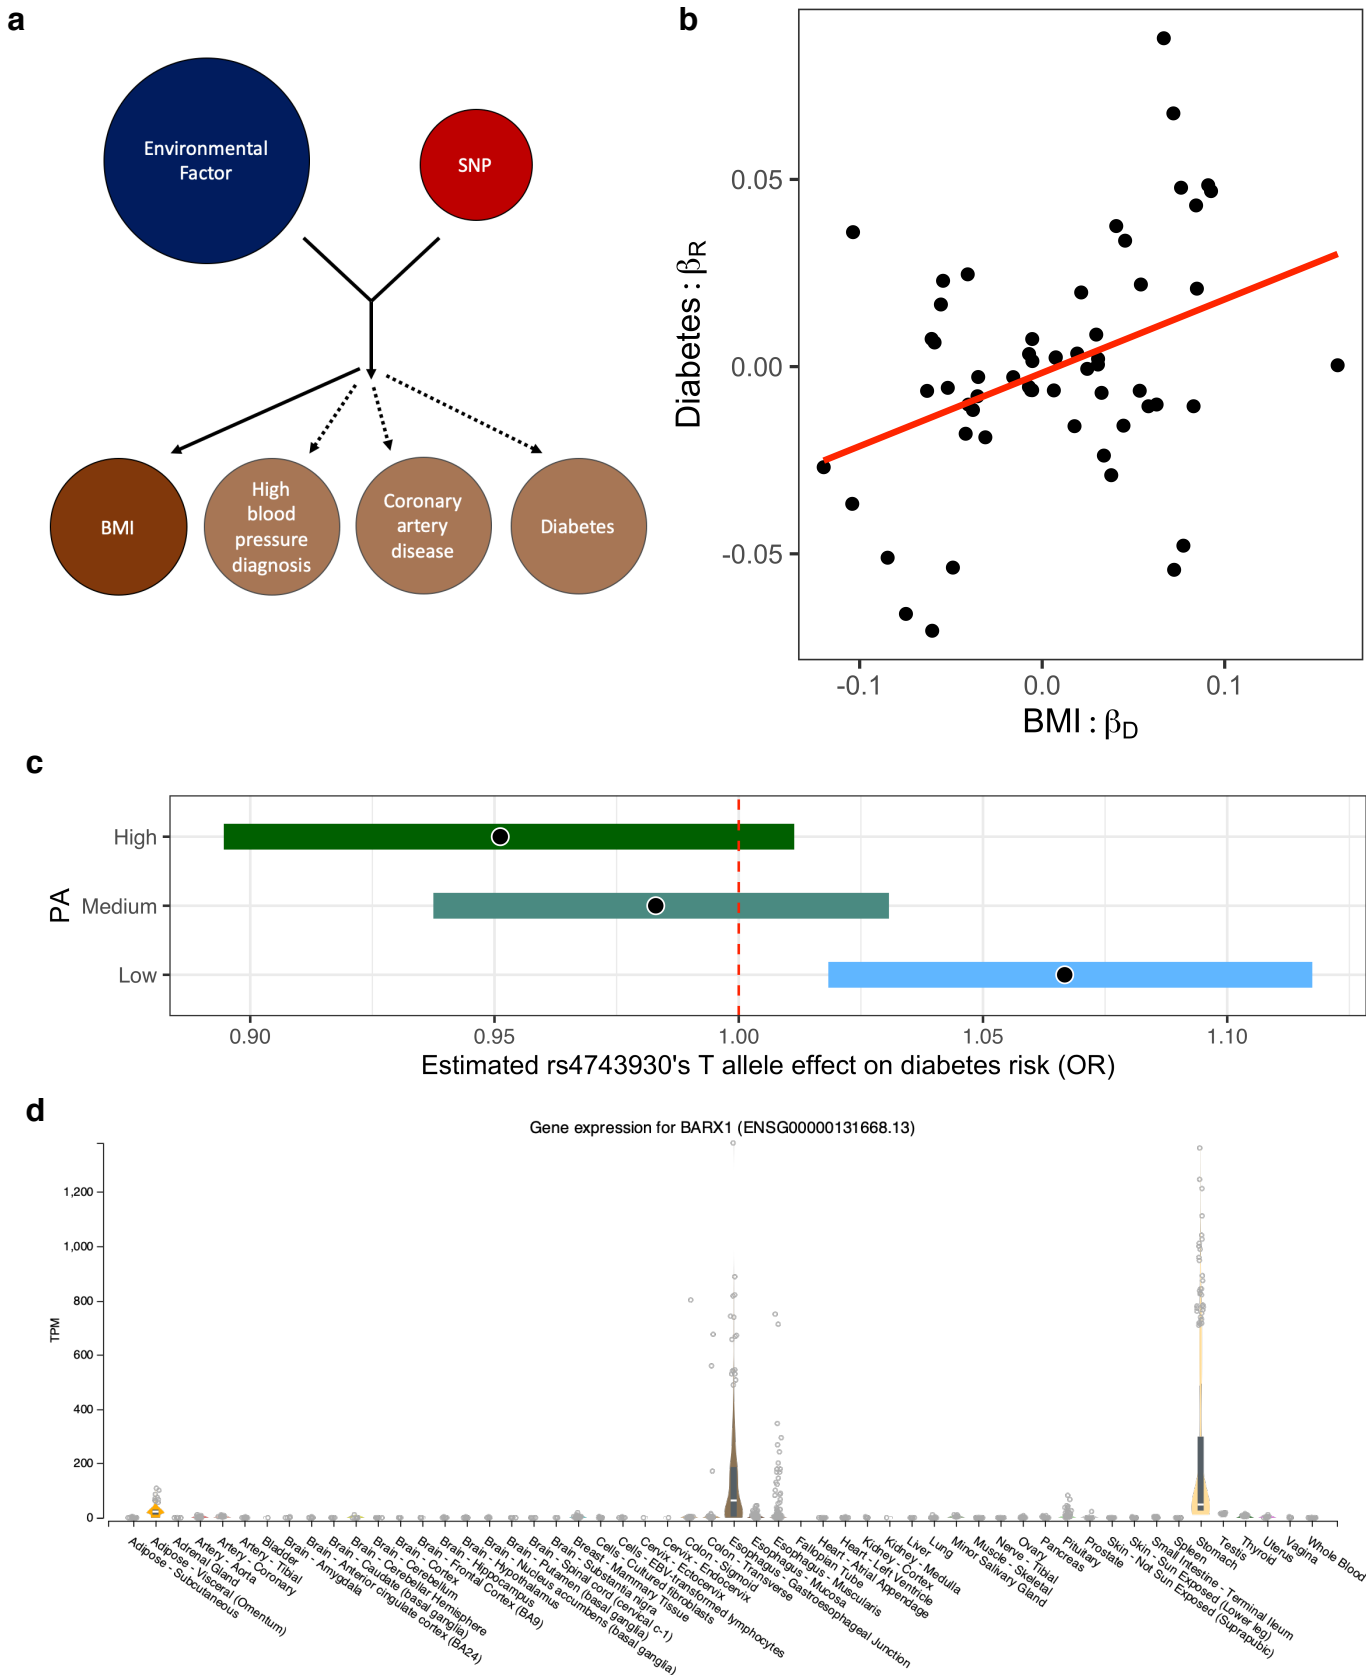 a
Environmental
Factor
SNP
BMI
High
blood
pressure
diagnosis
Coronary
artery
disease
Diabetes
b
Diabetes : βR
0.05
0.00
-0.05
-0.1
0.0
0.1
BMI : βD
c
PA
High
Medium
Low
0.90
0.95
1.00
1.05
1.10
Estimated rs4743930's T allele effect on diabetes risk (OR)
d
Gene expression for BARX1 (ENSG00000131668.13)
TPM
1,200
1,000
800
600
400
200
0
Adipose - Subcutaneous
Adipose - Visceral (Omentum)
Adrenal Gland
Artery - Aorta
Artery - Coronary
Artery - Tibial
Bladder
Brain - Amygdala
Brain - Anterior cingulate cortex (BA24)
Brain - Caudate (basal ganglia)
Brain - Cerebellar Hemisphere
Brain - Cerebellum
Brain - Cortex
Brain - Frontal Cortex (BA9)
Brain - Hippocampus
Brain - Hypothalamus
Brain - Nucleus accumbens (basal ganglia)
Brain - Putamen (basal ganglia)
Brain - Spinal cord (cervical c-1)
Brain - Substantia nigra
Breast - Mammary Tissue
Cells - Cultured fibroblasts
Cells - EBV-transformed lymphocytes
Cervix - Ectocervix
Cervix - Endocervix
Colon - Sigmoid
Colon - Transverse
Esophagus - Gastroesophageal Junction
Esophagus - Mucosa
Esophagus - Muscularis
Fallopian Tube
Heart - Atrial Appendage
Heart - Left Ventricle
Kidney - Cortex
Kidney - Medulla
Liver
Lung
Minor Salivary Gland
Muscle - Skeletal
Nerve - Tibial
Ovary
Pancreas
Pituitary
Prostate
Skin - Not Sun Exposed (Suprapubic)
Skin - Sun Exposed (Lower leg)
Small Intestine - Terminal Ileum
Spleen
Stomach
Testis
Thyroid
Uterus
Vagina
Whole Blood